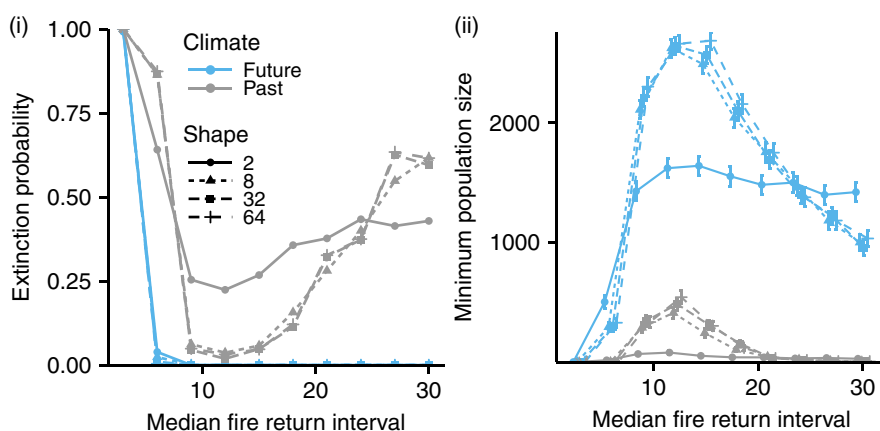 (i)
Extinction probability
1.00
0.75
0.50
0.25
0.00
Climate
Future
Past
Shape
2
8
32
64
10
20
30
Median fire return interval
(ii)
Minimum population size
2000
1000
10
20
30
Median fire return interval